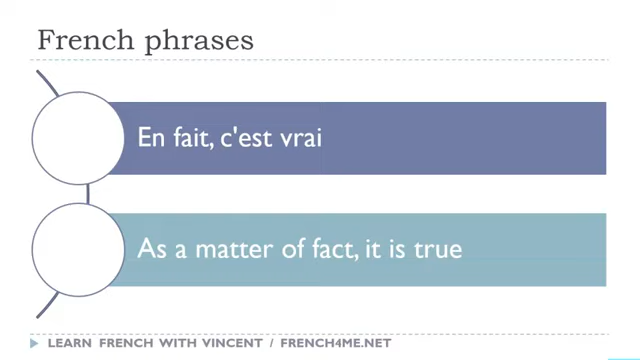 French phrases
En fait, c'est vrai
As a matter of fact, it is true
LEARN FRENCH WITH VINCENT / FRENCH4ME.NET